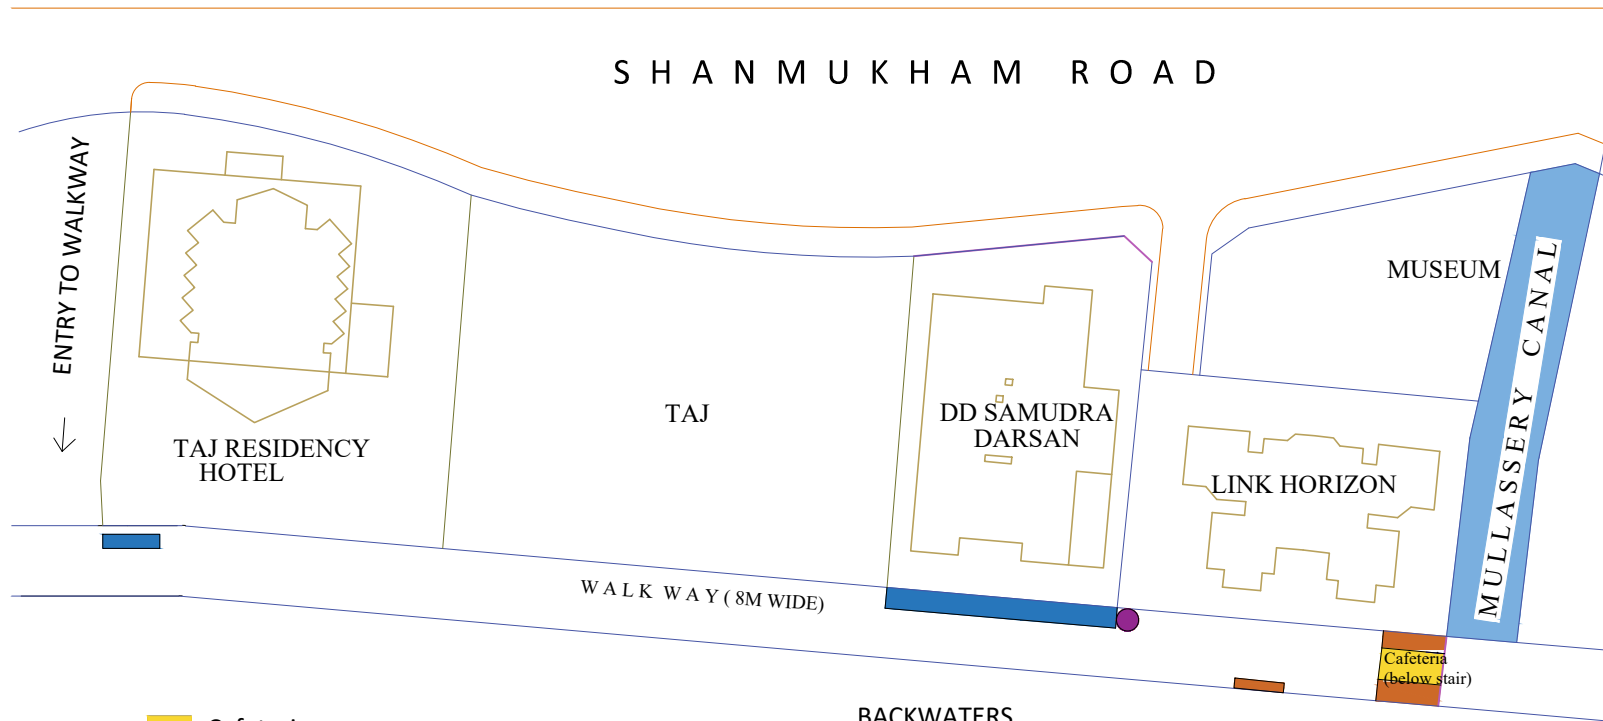 SHANMUKHAM ROAD
ENTRY TO WALKWAY
MUSEUM
MULLASSERY CANAL
TAJ
DD SAMUDRA
DARSAN
TAJ RESIDENCY
HOTEL
LINK HORIZON
WALK WAY ( 8M WIDE)
Cafeteria
(below stair)
BACKWATERS
Cafeteria